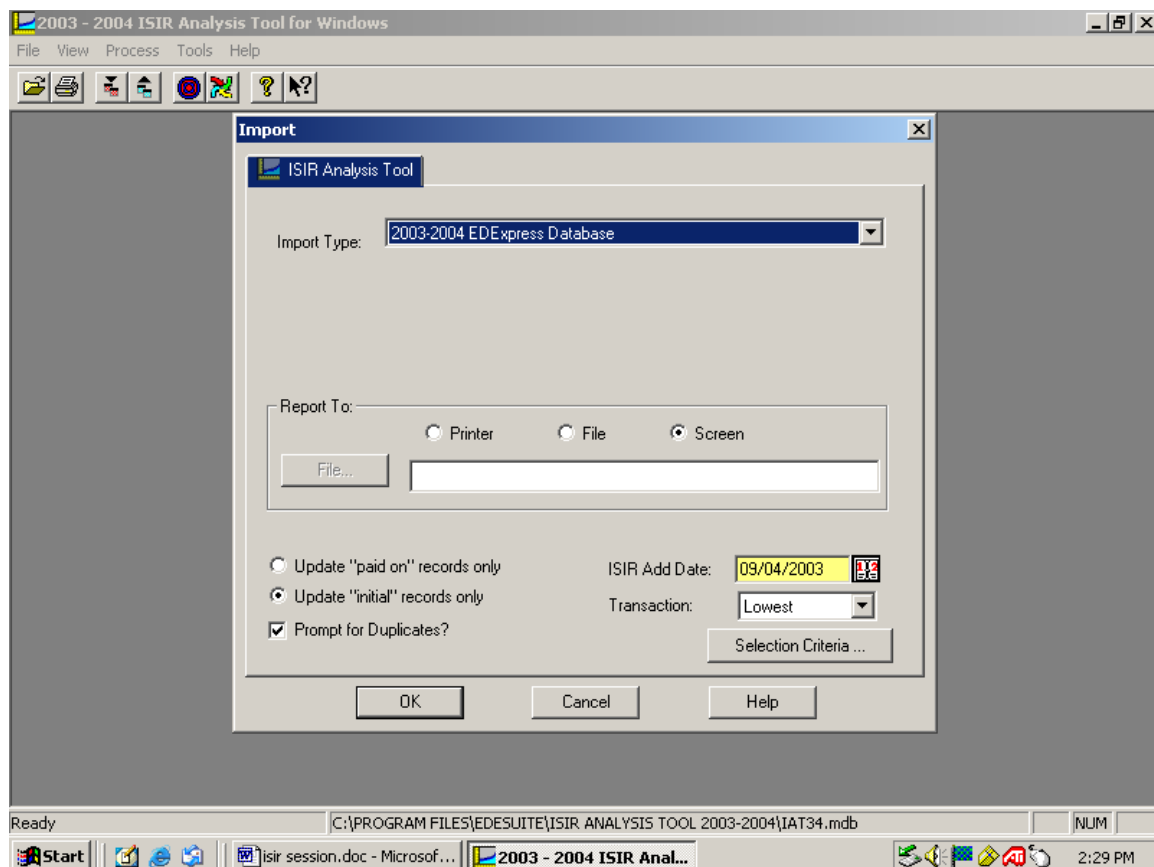 2003 - 2004 ISIR Analysis Tool for Windows
File View Process Tools Help
Import
ISIR Analysis Tool
Import Type: 2003-2004 EDExpress Database
Report To:
Printer File Screen
File...
Update "paid on" records only
ISIR Add Date: 09/04/2003
Update "initial" records only
Transaction: Lowest
Prompt for Duplicates?
Selection Criteria ...
OK Cancel Help
Ready C:\PROGRAM FILES\EDESUITE\ISIR ANALYSIS TOOL 2003-2004\IAT34.mdb NUM
Start isir session.doc - Microsof... 2003 - 2004 ISIR Anal... 2:29 PM